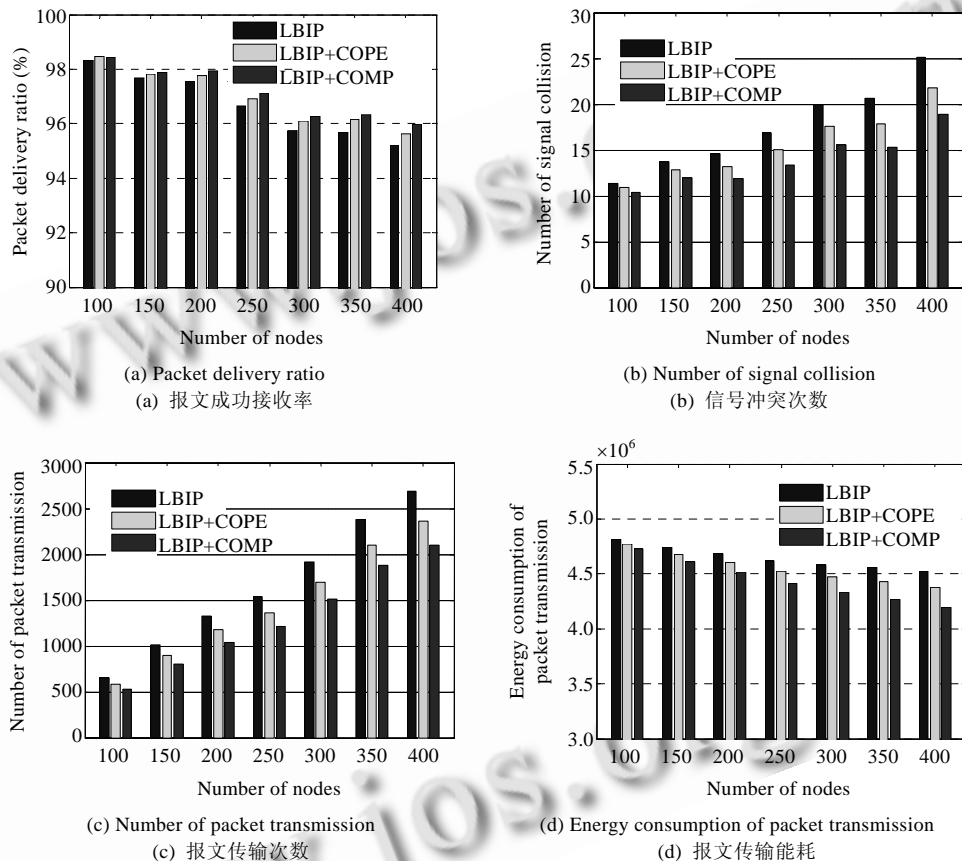 100
98
96
94
92
90
Packet delivery ratio (%)
LBIP
LBIP+COPE
LBIP+COMP
100 150 200 250 300 350 400
Number of nodes
(a) Packet delivery ratio
(a) 报文成功接收率
30
25
20
15
10
5
0
Number of signal collision
LBIP
LBIP+COPE
LBIP+COMP
100 150 200 250 300 350 400
Number of nodes
(b) Number of signal collision
(b) 信号冲突次数
3000
2500
2000
1500
1000
500
0
Number of packet transmission
LBIP
LBIP+COPE
LBIP+COMP
100 150 200 250 300 350 400
Number of nodes
(c) Number of packet transmission
(c) 报文传输次数
×10⁶
5.5
5.0
4.5
4.0
3.5
3.0
Energy consumption of
packet transmission
LBIP
LBIP+COPE
LBIP+COMP
100 150 200 250 300 350 400
Number of nodes
(d) Energy consumption of packet transmission
(d) 报文传输能耗